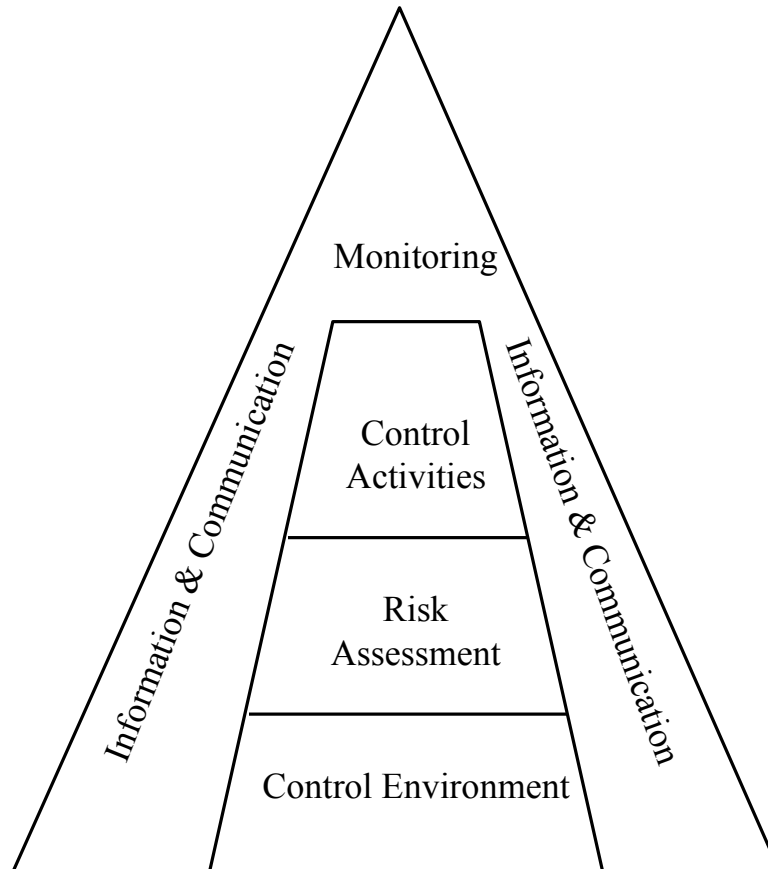 Monitoring
Information & Communication
Information & Communication
Control
Activities
Risk
Assessment
Control Environment